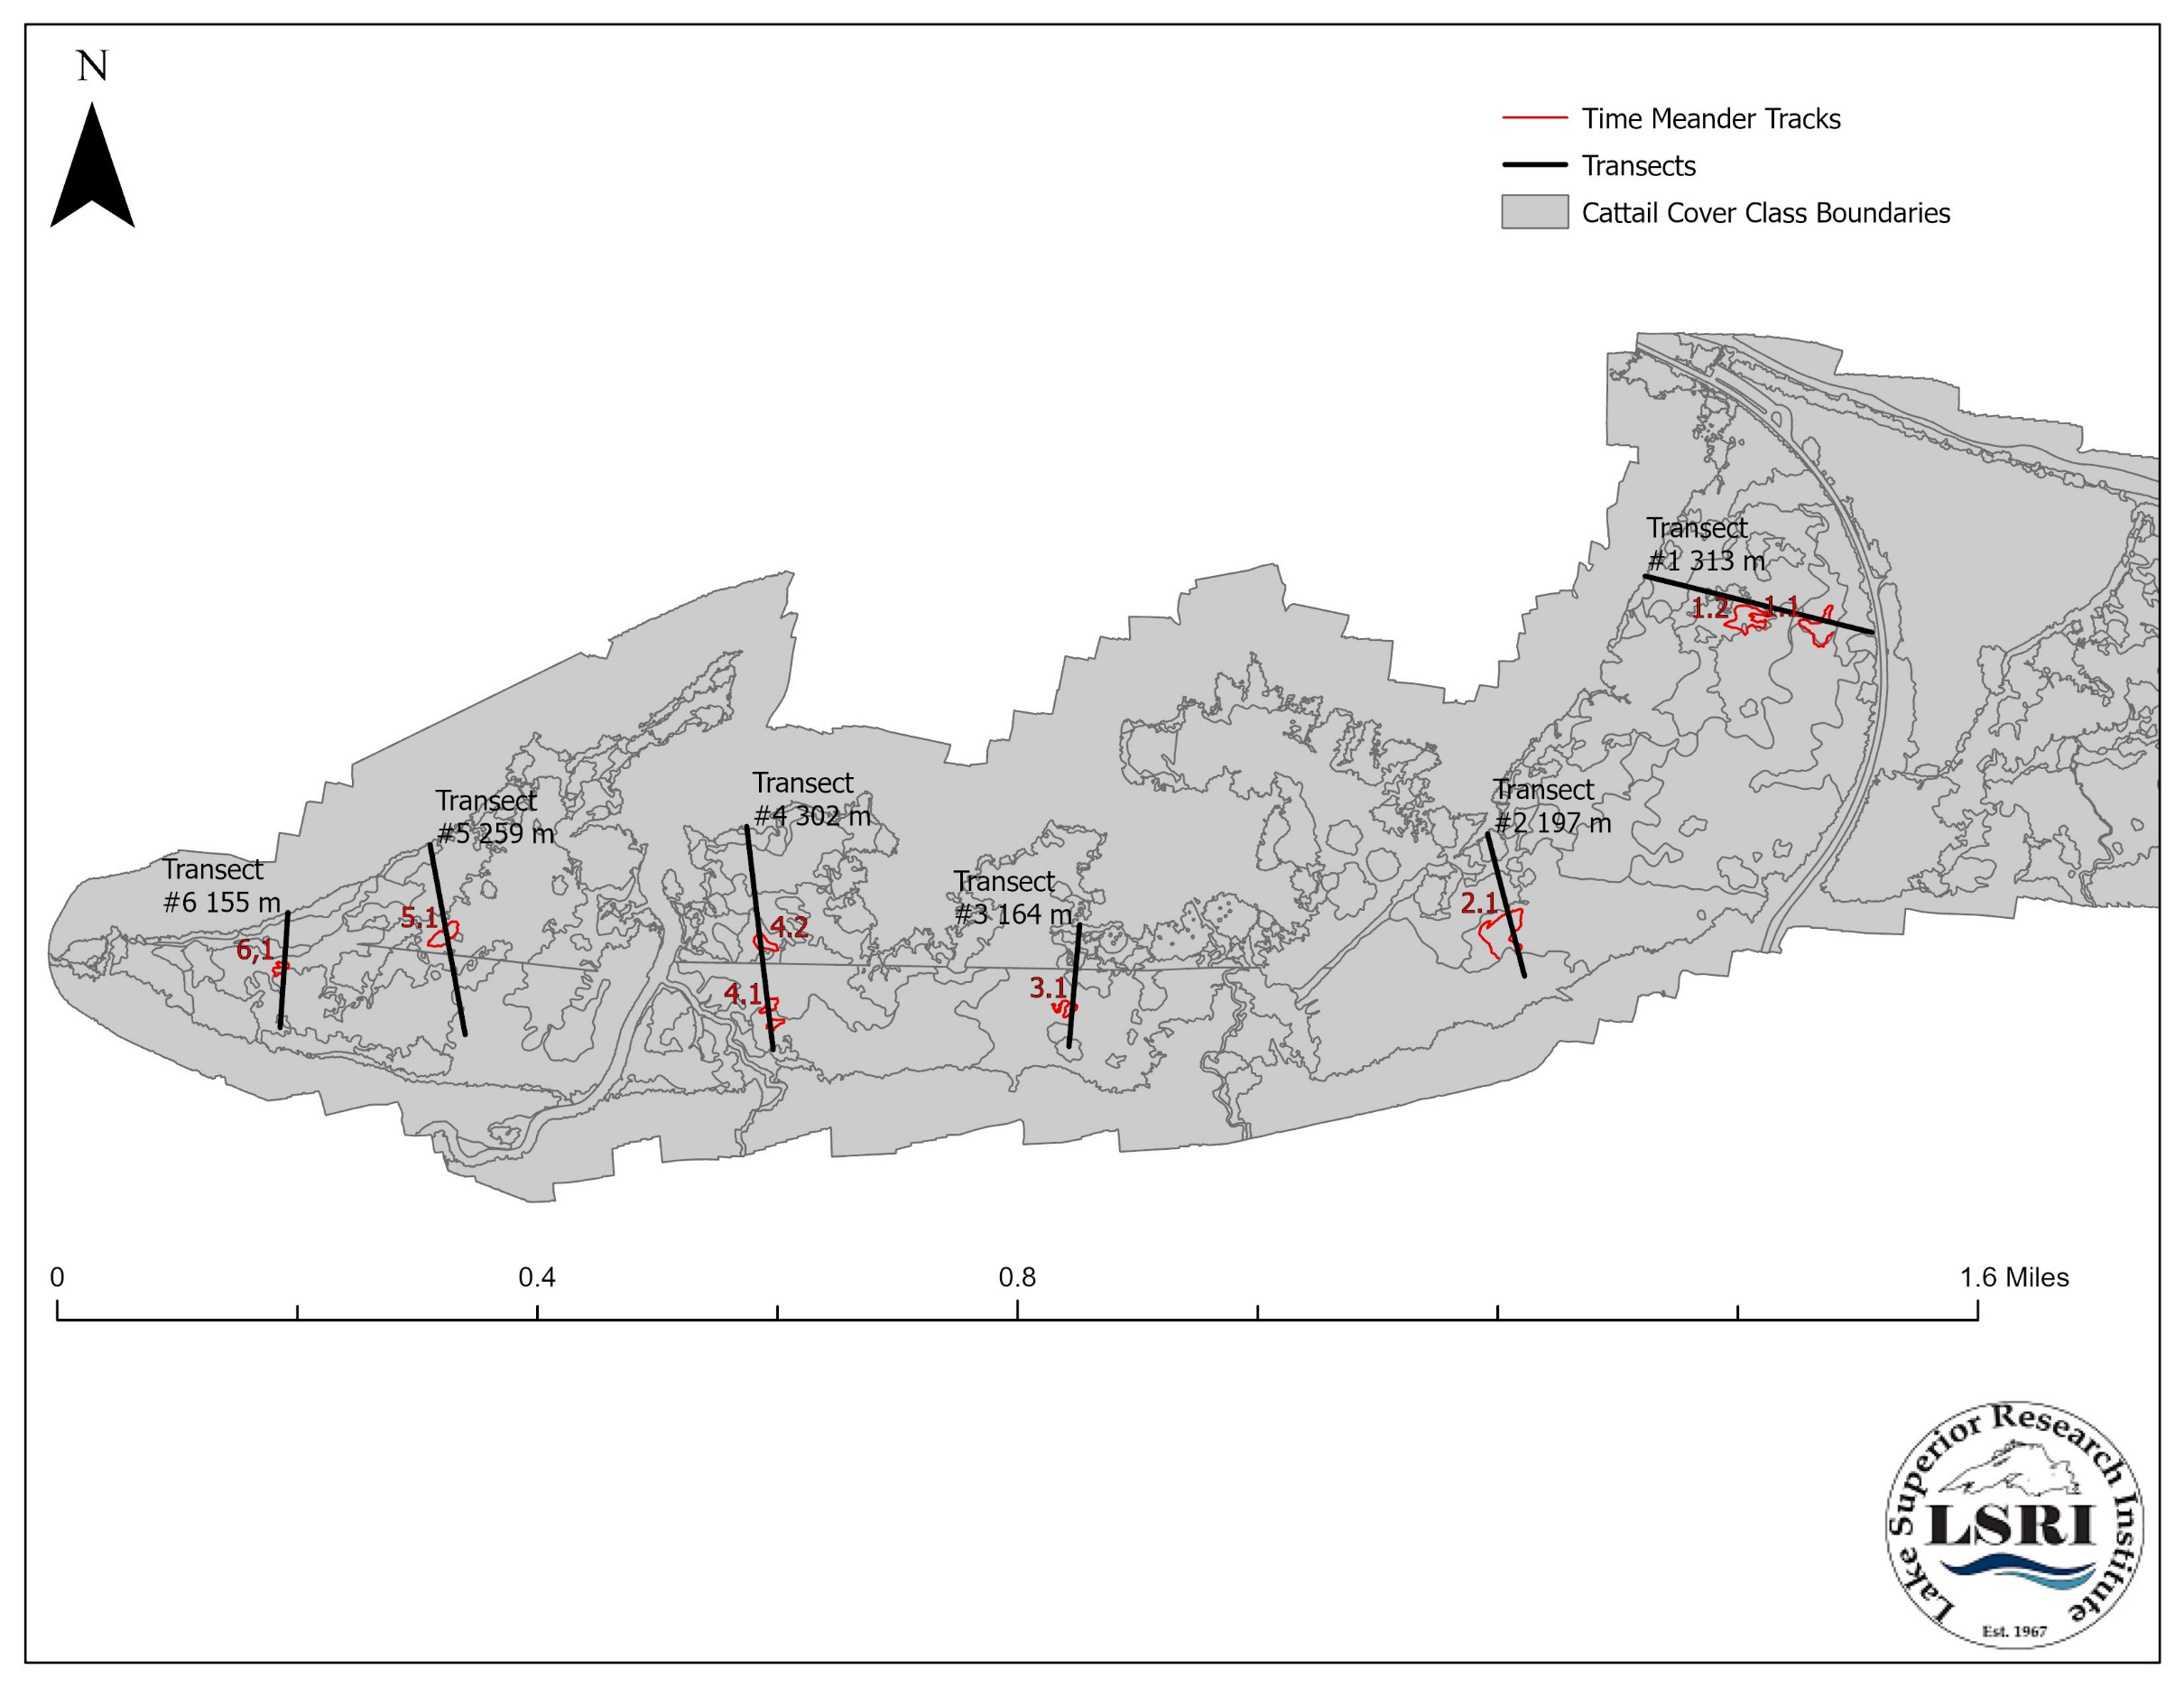 N
Time Meander Tracks
Transects
Cattail Cover Class Boundaries
Transect
#1 313 m
1.2
1.1
Transect
#4 302 m
Transect
#2 197 m
Transect
#5 259 m
Transect
#6 155 m
Transect
#3 164 m
2.1
5.1
4.2
6,1
4.1
3.1
0
0.4
0.8
1.6 Miles
Lake Superior Research Institute
LSRI
Est. 1967